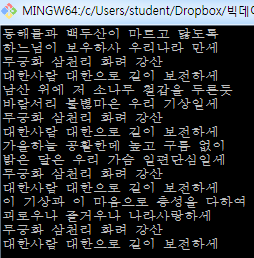 MINGW64:/c/Users/student/Dropbox/빅데이
동해물과 백두산이 마르고 닳도록
하느님이 보우하사 우리나라 만세
무궁화 삼천리 화려 강산
대한사람 대한으로 길이 보전하세
남산 위에 저 소나무 철갑을 두른듯
바람서리 불변마은 우리 기상일세
무궁화 삼천리 화려 강산
대한사람 대한으로 길이 보전하세
가을하늘 공활한데 높고 구름 없이
밝은 달은 우리 가슴 일편단심일세
무궁화 삼천리 화려 강산
대한사람 대한으로 길이 보전하세
이 기상과 이 마음으로 충성을 다하여
괴로우나 즐거우나 나라사랑하세
무궁화 삼천리 화려 강산
대한사람 대한으로 길이 보전하세